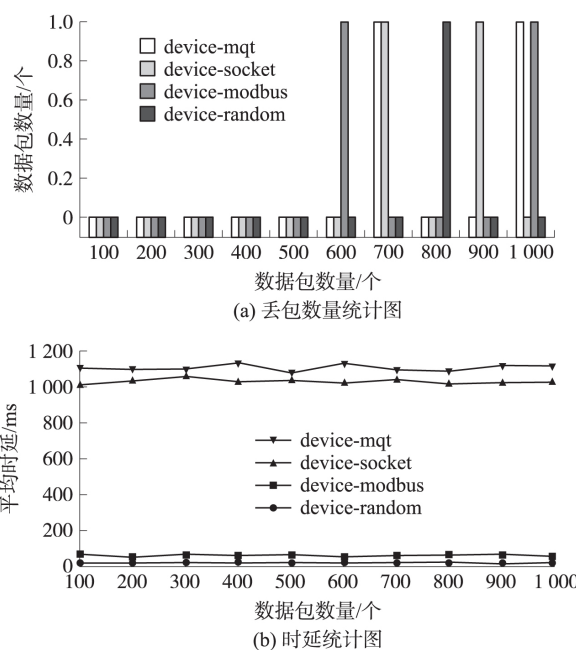 1.0
0.8
0.6
0.4
0.2
0
数据包数量/个
device-mqt
device-socket
device-modbus
device-random
100 200 300 400 500 600 700 800 900 1 000
数据包数量/个
(a) 丢包数量统计图
1 200
1 000
800
600
400
200
0
平均时延/ms
device-mqt
device-socket
device-modbus
device-random
100 200 300 400 500 600 700 800 900 1 000
数据包数量/个
(b) 时延统计图